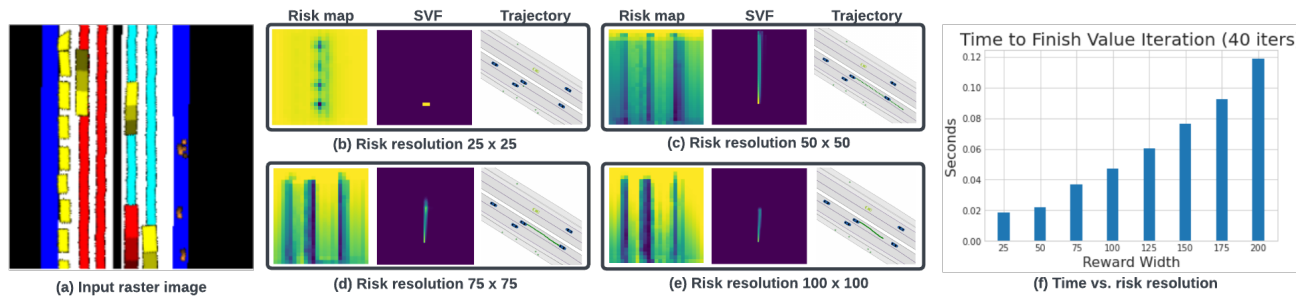 Risk map SVF Trajectory
Risk map SVF Trajectory
(b) Risk resolution 25 x 25
(c) Risk resolution 50 x 50
(d) Risk resolution 75 x 75
(e) Risk resolution 100 x 100
(a) Input raster image
Time to Finish Value Iteration (40 iters
Seconds
0.12
0.10
0.08
0.06
0.04
0.02
0.00
25 50 75 100 125 150 175 200
Reward Width
(f) Time vs. risk resolution